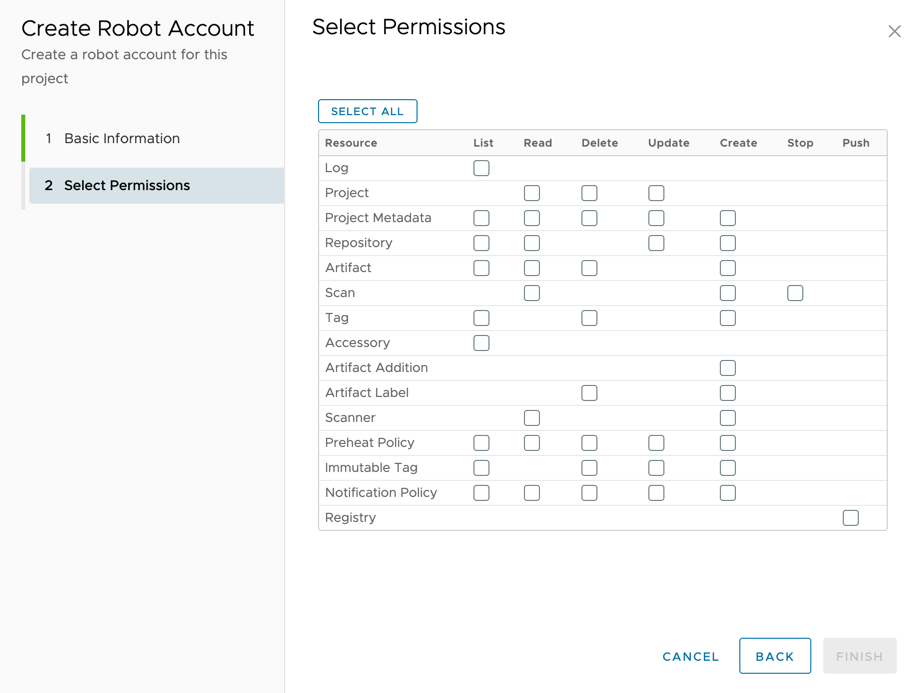 Create Robot Account
Create a robot account for this
project
1 Basic Information
2 Select Permissions
Select Permissions
SELECT ALL
Resource List Read Delete Update Create Stop Push
Log
Project
Project Metadata
Repository
Artifact
Scan
Tag
Accessory
Artifact Addition
Artifact Label
Scanner
Preheat Policy
Immutable Tag
Notification Policy
Registry
CANCEL BACK FINISH